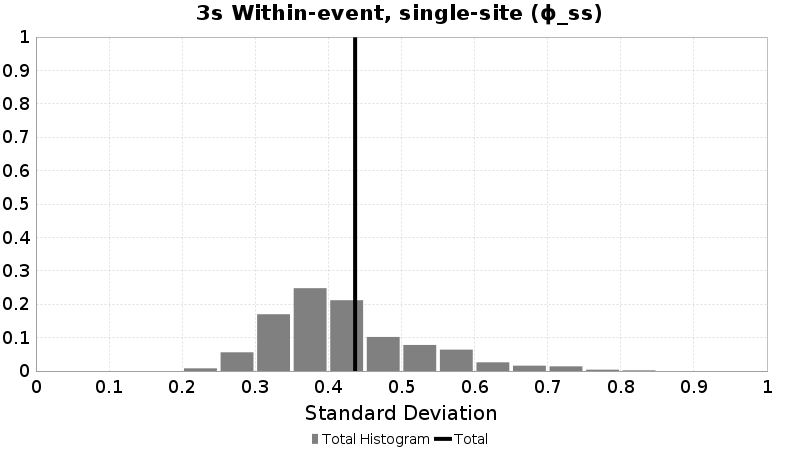 3s Within-event, single-site (ϕ_ss)
1
0.9
0.8
0.7
0.6
0.5
0.4
0.3
0.2
0.1
0
0 0.1 0.2 0.3 0.4 0.5 0.6 0.7 0.8 0.9 1
Standard Deviation
Total Histogram Total